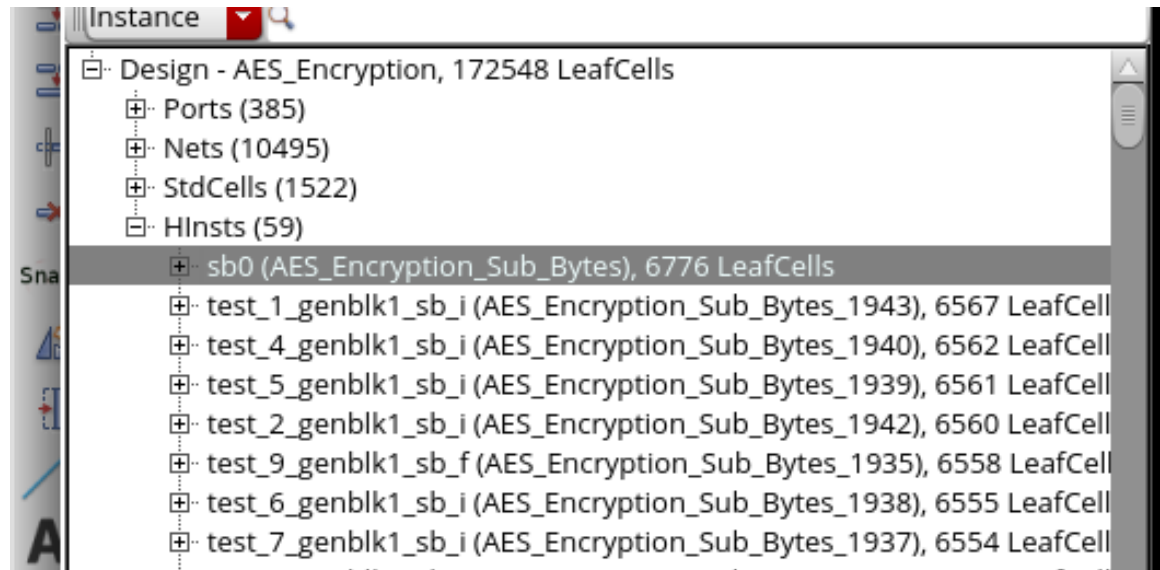 Instance
Design - AES_Encryption, 172548 LeafCells
Ports (385)
Nets (10495)
StdCells (1522)
HInsts (59)
sb0 (AES_Encryption_Sub_Bytes), 6776 LeafCells
Sna
test_1_genblk1_sb_i (AES_Encryption_Sub_Bytes_1943), 6567 LeafCell
test_4_genblk1_sb_i (AES_Encryption_Sub_Bytes_1940), 6562 LeafCell
test_5_genblk1_sb_i (AES_Encryption_Sub_Bytes_1939), 6561 LeafCell
test_2_genblk1_sb_i (AES_Encryption_Sub_Bytes_1942), 6560 LeafCell
test_9_genblk1_sb_f (AES_Encryption_Sub_Bytes_1935), 6558 LeafCell
test_6_genblk1_sb_i (AES_Encryption_Sub_Bytes_1938), 6555 LeafCell
test_7_genblk1_sb_i (AES_Encryption_Sub_Bytes_1937), 6554 LeafCell
A